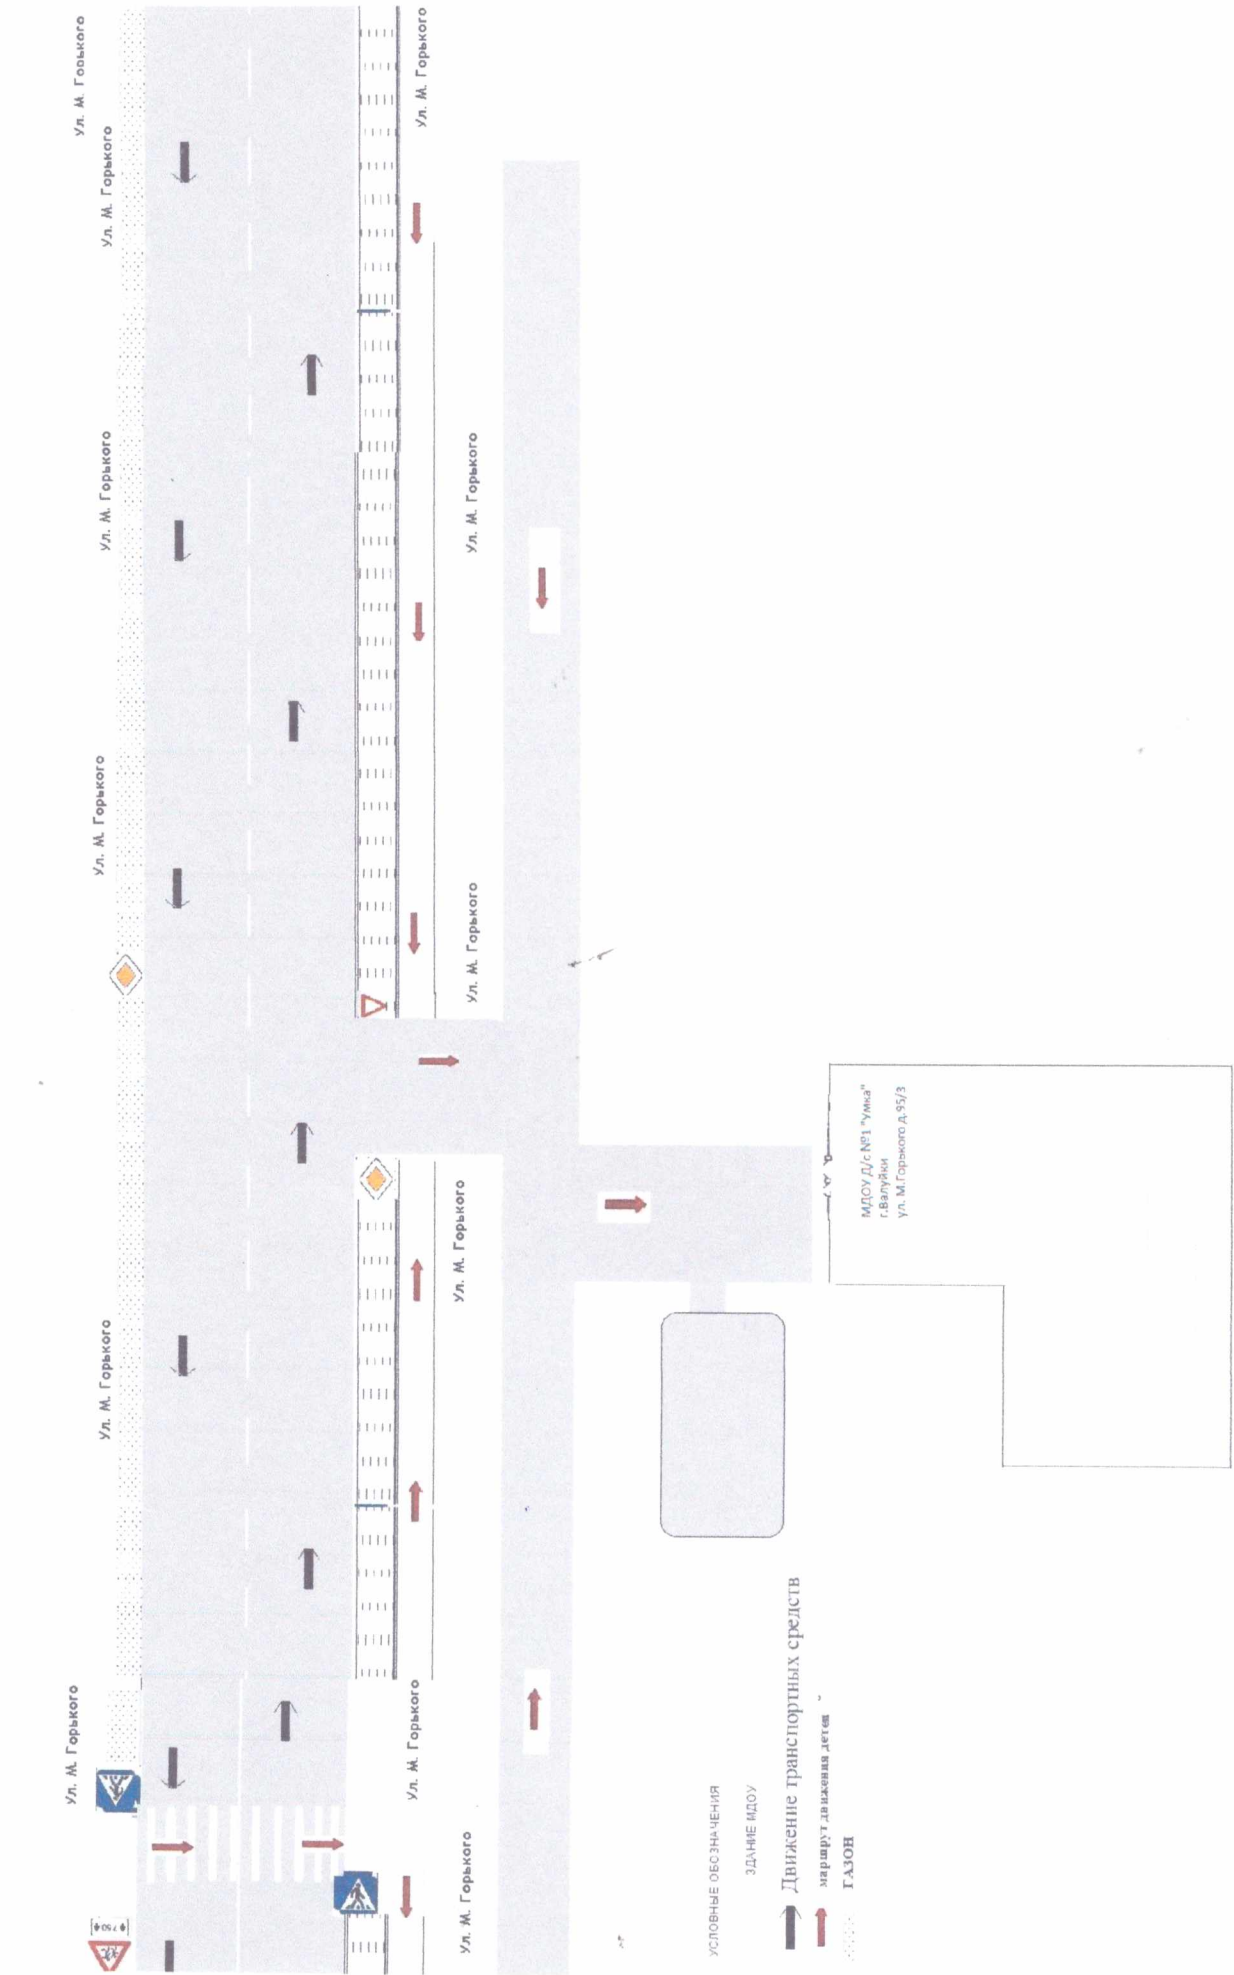 Ул. М. Горького
Ул. М. Горького
Ул. М. Горького
Ул. М. Горького
Ул. М. Горького
Ул. М. Горького
Ул. М. Горького
Ул. М. Горького
Ул. М. Горького
Ул. М. Горького
Ул. М. Горького
Ул. М. Горького
750
МДОУ Д/с №1 "Умка"
г.Валуйки
ул. М.Горького д.95/3
УСЛОВНЫЕ ОБОЗНАЧЕНИЯ
ЗДАНИЕ МДОУ
Движение транспортных средств
маршрут движения детей
ГАЗОН